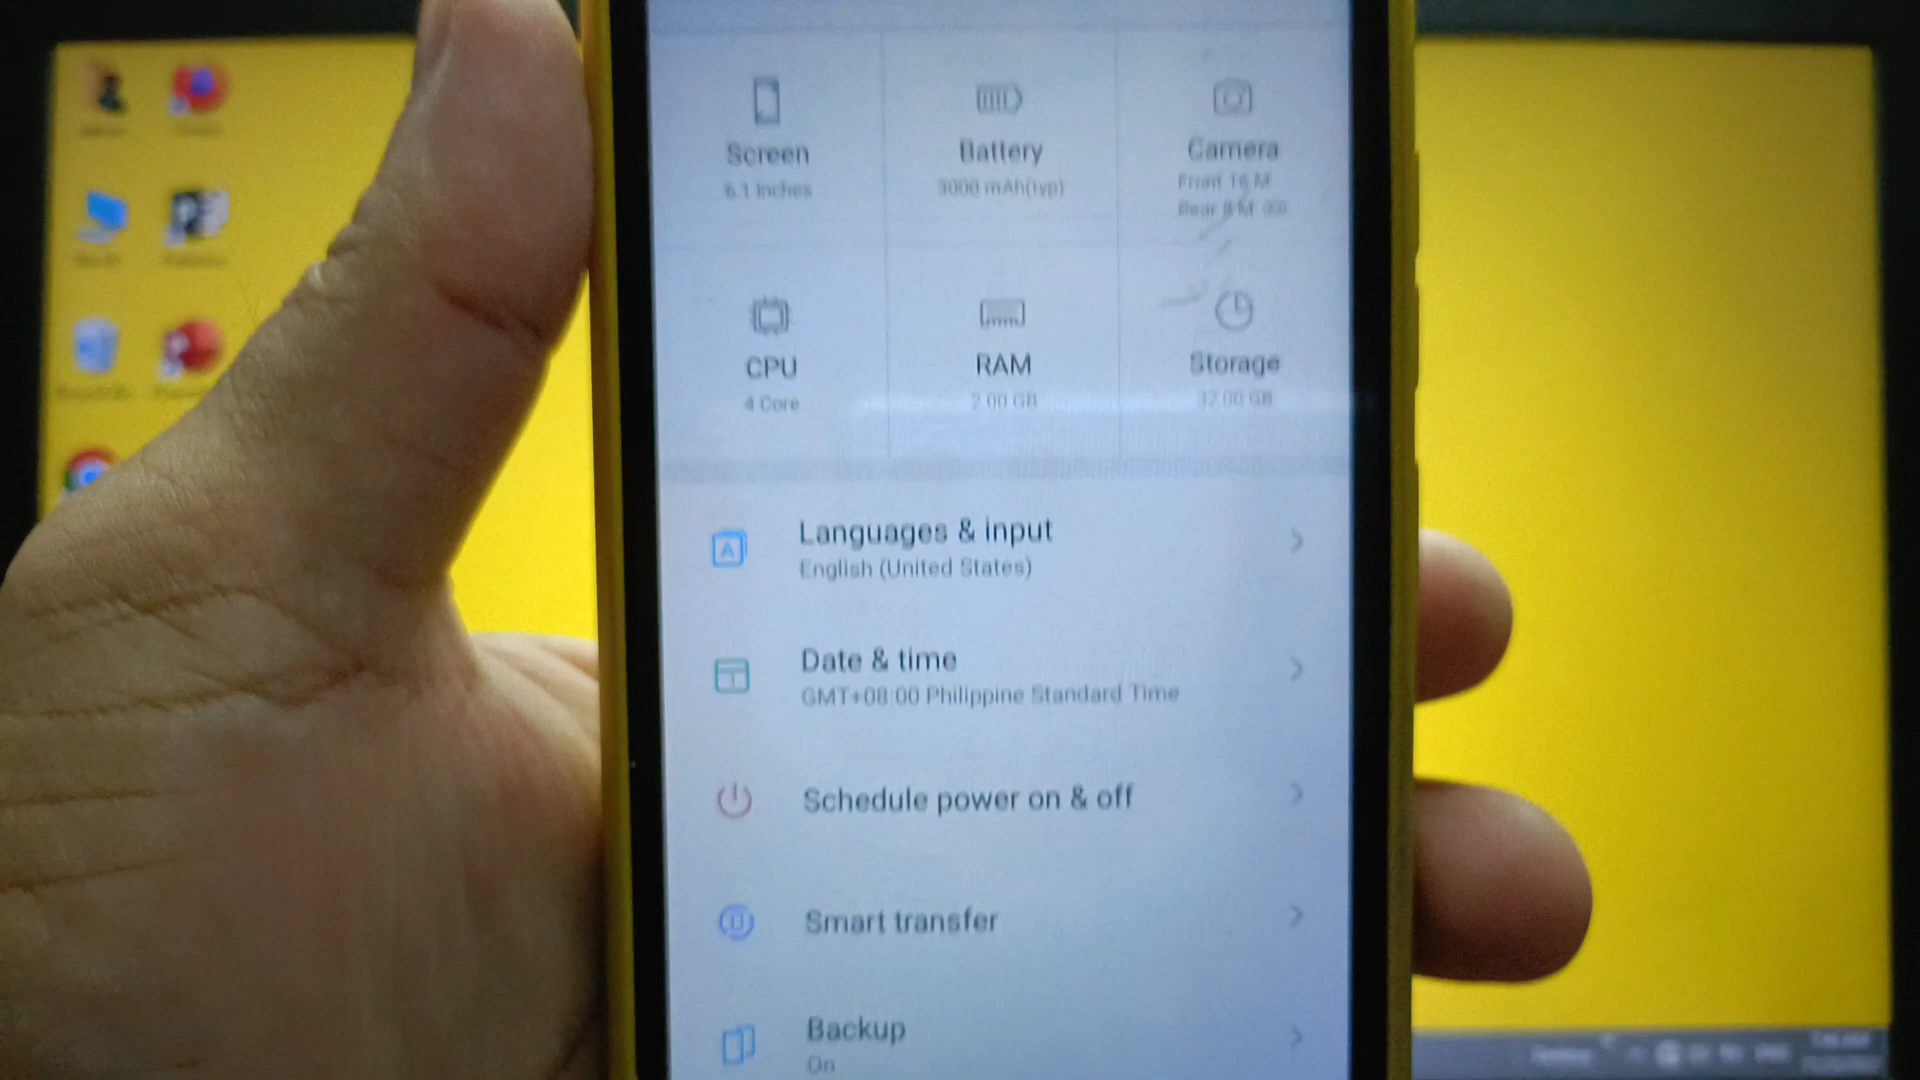 Screen
6.1 Inches
Battery
3000 mAh(typ)
Camera
Front 16 M
Rear 8 M
CPU
4 Core
RAM
2.00 GB
Storage
32.00 GB
Languages & input
English (United States)
Date & time
GMT+08:00 Philippine Standard Time
Schedule power on & off
Smart transfer
Backup
On